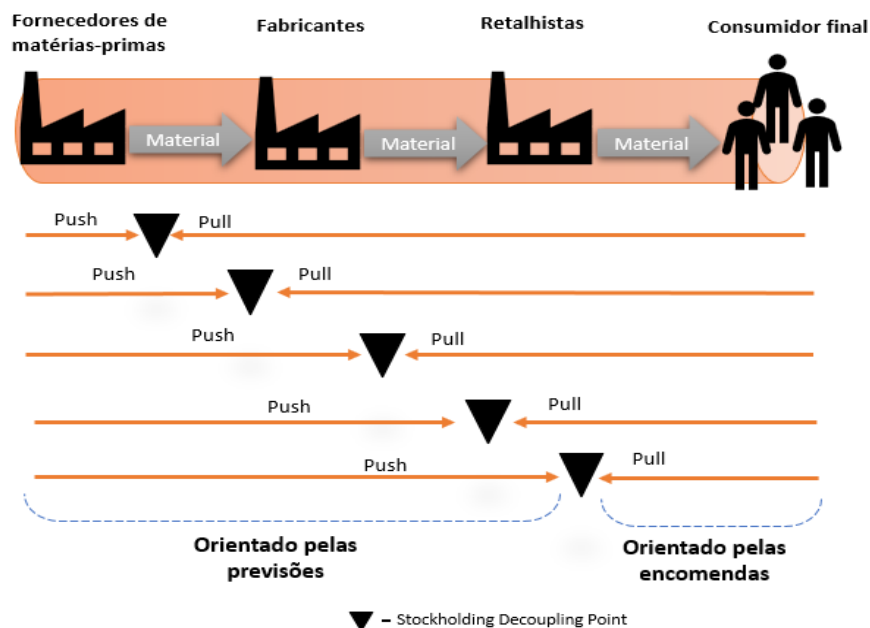 Fornecedores de
matérias-primas
Fabricantes
Retalhistas
Consumidor final
Material
Material
Material
Push
Pull
Push
Pull
Push
Pull
Push
Pull
Push
Pull
Orientado pelas
previsões
Orientado pelas
encomendas
– Stockholding Decoupling Point